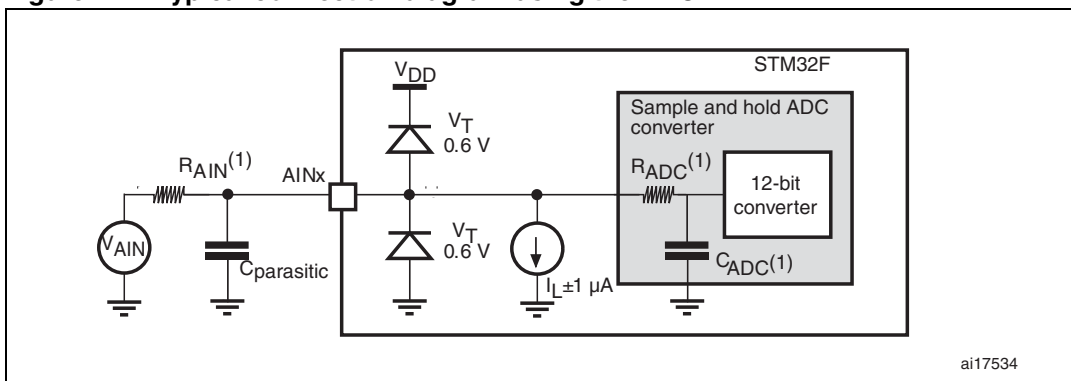 STM32F
VDD
Sample and hold ADC
converter
VT
0.6 V
RAIN(1)
AINx
RADC(1)
12-bit
converter
VAIN
Cparasitic
VT
0.6 V
IL±1 µA
CADC(1)
ai17534